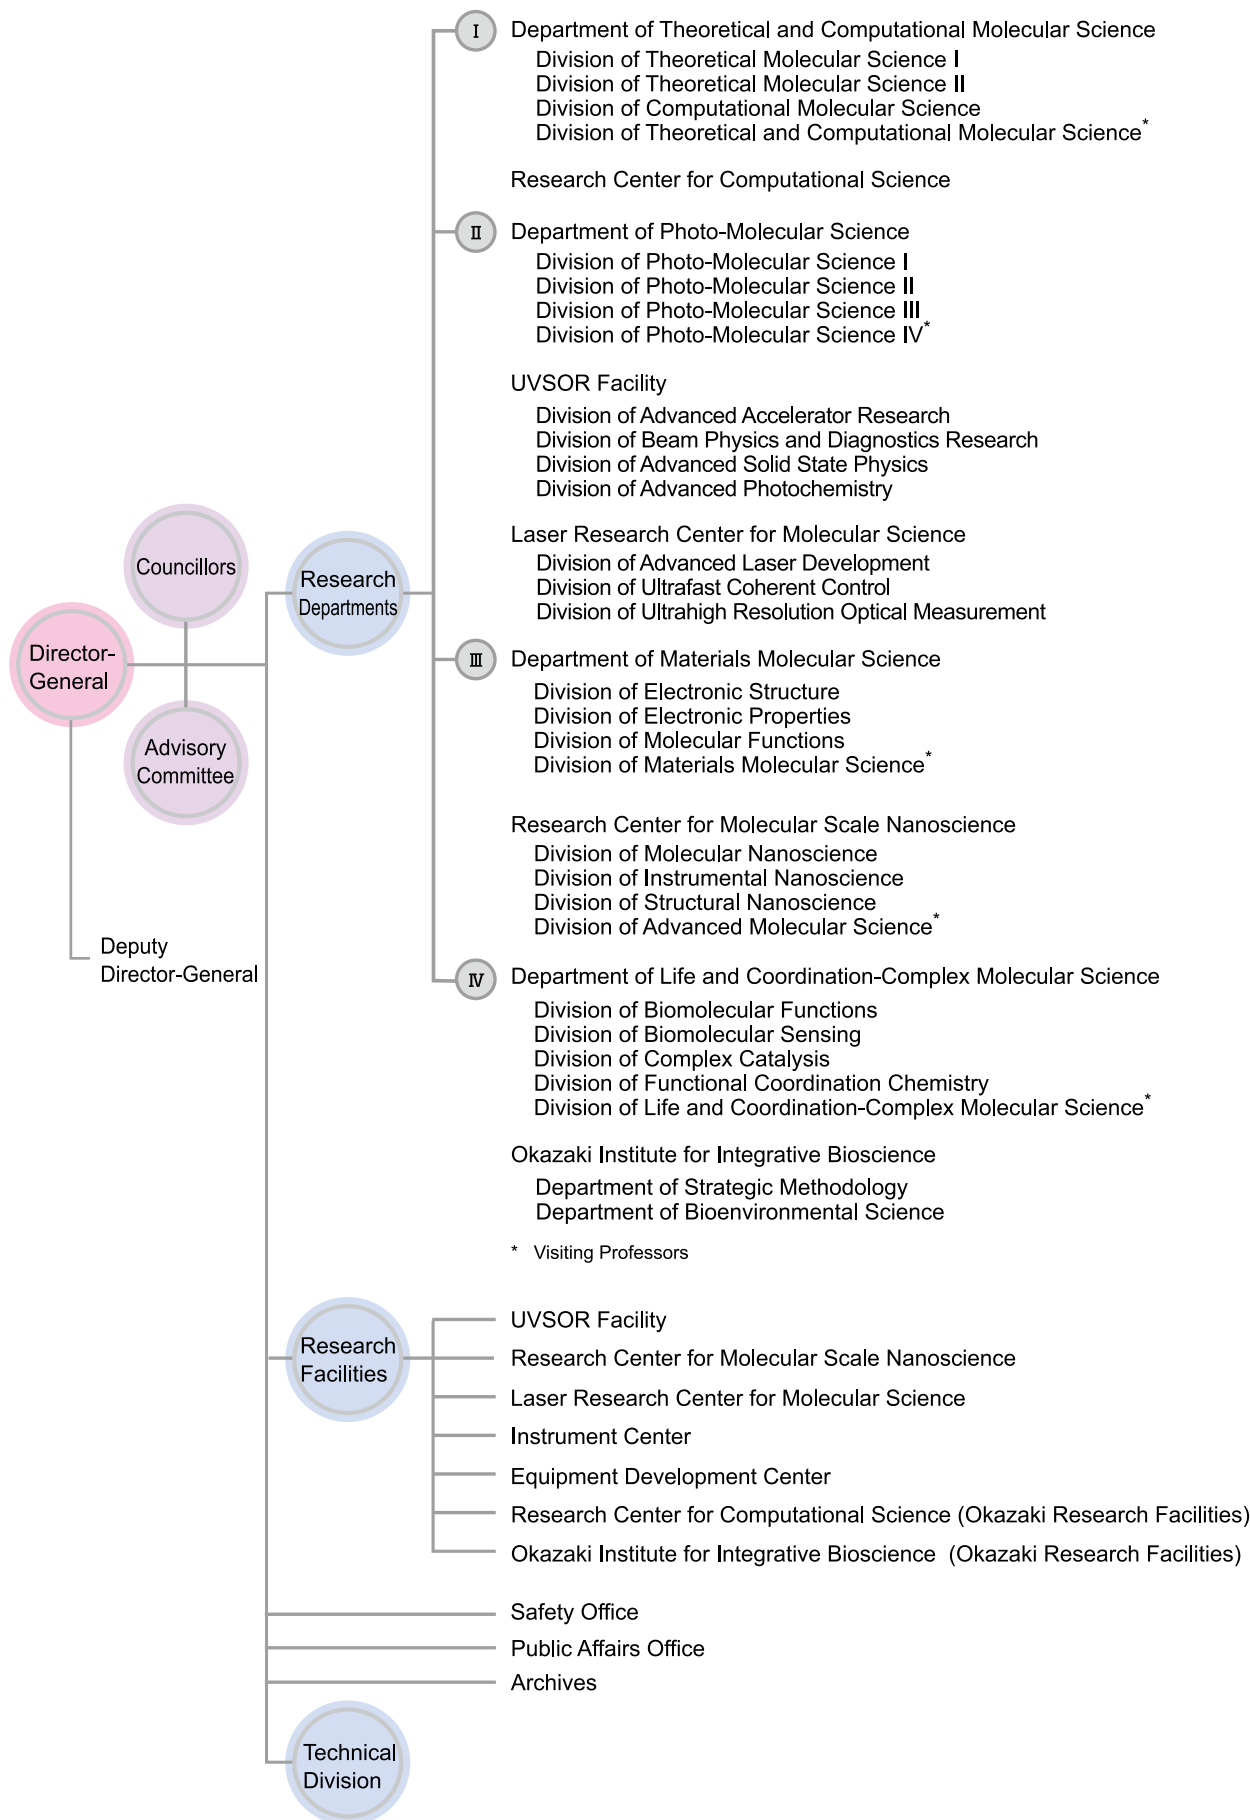 I
Department of Theoretical and Computational Molecular Science
Division of Theoretical Molecular Science I
Division of Theoretical Molecular Science II
Division of Computational Molecular Science
Division of Theoretical and Computational Molecular Science*
Research Center for Computational Science
II
Department of Photo-Molecular Science
Division of Photo-Molecular Science I
Division of Photo-Molecular Science II
Division of Photo-Molecular Science III
Division of Photo-Molecular Science IV*
UVSOR Facility
Division of Advanced Accelerator Research
Division of Beam Physics and Diagnostics Research
Division of Advanced Solid State Physics
Division of Advanced Photochemistry
Laser Research Center for Molecular Science
Division of Advanced Laser Development
Division of Ultrafast Coherent Control
Division of Ultrahigh Resolution Optical Measurement
Councillors
Research
Departments
Director-
General
Advisory
Committee
Deputy
Director-General
III
Department of Materials Molecular Science
Division of Electronic Structure
Division of Electronic Properties
Division of Molecular Functions
Division of Materials Molecular Science*
Research Center for Molecular Scale Nanoscience
Division of Molecular Nanoscience
Division of Instrumental Nanoscience
Division of Structural Nanoscience
Division of Advanced Molecular Science*
IV
Department of Life and Coordination-Complex Molecular Science
Division of Biomolecular Functions
Division of Biomolecular Sensing
Division of Complex Catalysis
Division of Functional Coordination Chemistry
Division of Life and Coordination-Complex Molecular Science*
Okazaki Institute for Integrative Bioscience
Department of Strategic Methodology
Department of Bioenvironmental Science
* Visiting Professors
Research
Facilities
UVSOR Facility
Research Center for Molecular Scale Nanoscience
Laser Research Center for Molecular Science
Instrument Center
Equipment Development Center
Research Center for Computational Science (Okazaki Research Facilities)
Okazaki Institute for Integrative Bioscience (Okazaki Research Facilities)
Safety Office
Public Affairs Office
Archives
Technical
Division